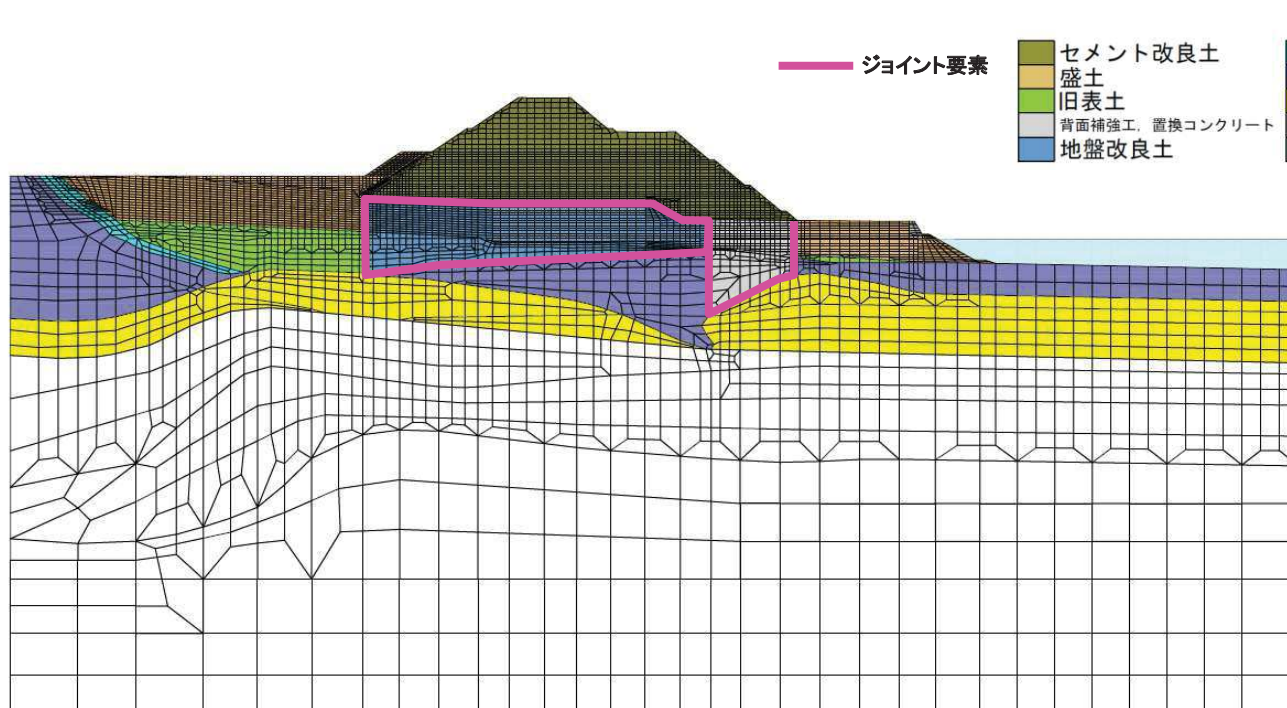 ジョイント要素
セメント改良土
盛土
旧表土
背面補強工, 置換コンクリート
地盤改良土